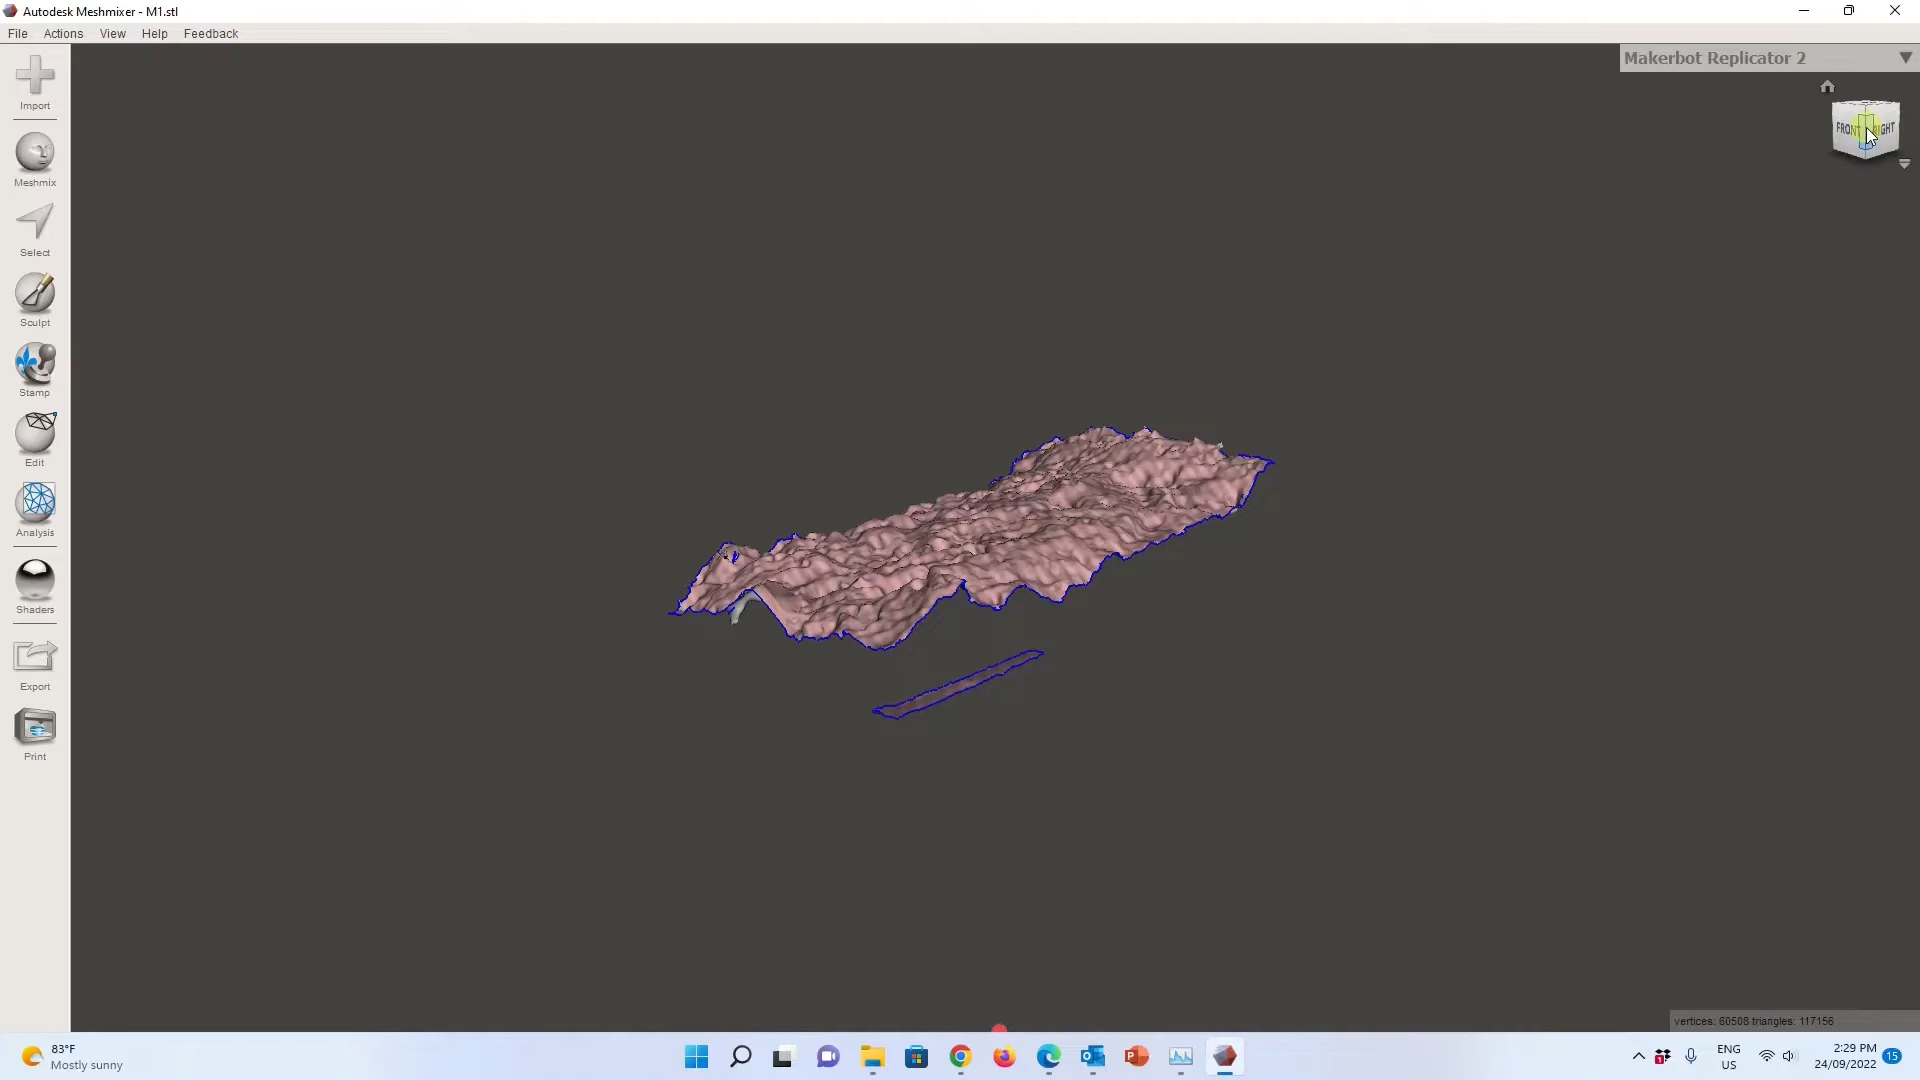 Autodesk Meshmixer - M1.stl
File Actions View Help Feedback
Makerbot Replicator 2
Import
FRONT RIGHT
Meshmix
Select
Sculpt
Stamp
Edit
Analysis
Shaders
Export
Print
vertices: 60508 triangles: 117156
83°F
Mostly sunny
ENG
US
2:29 PM
24/09/2022
15